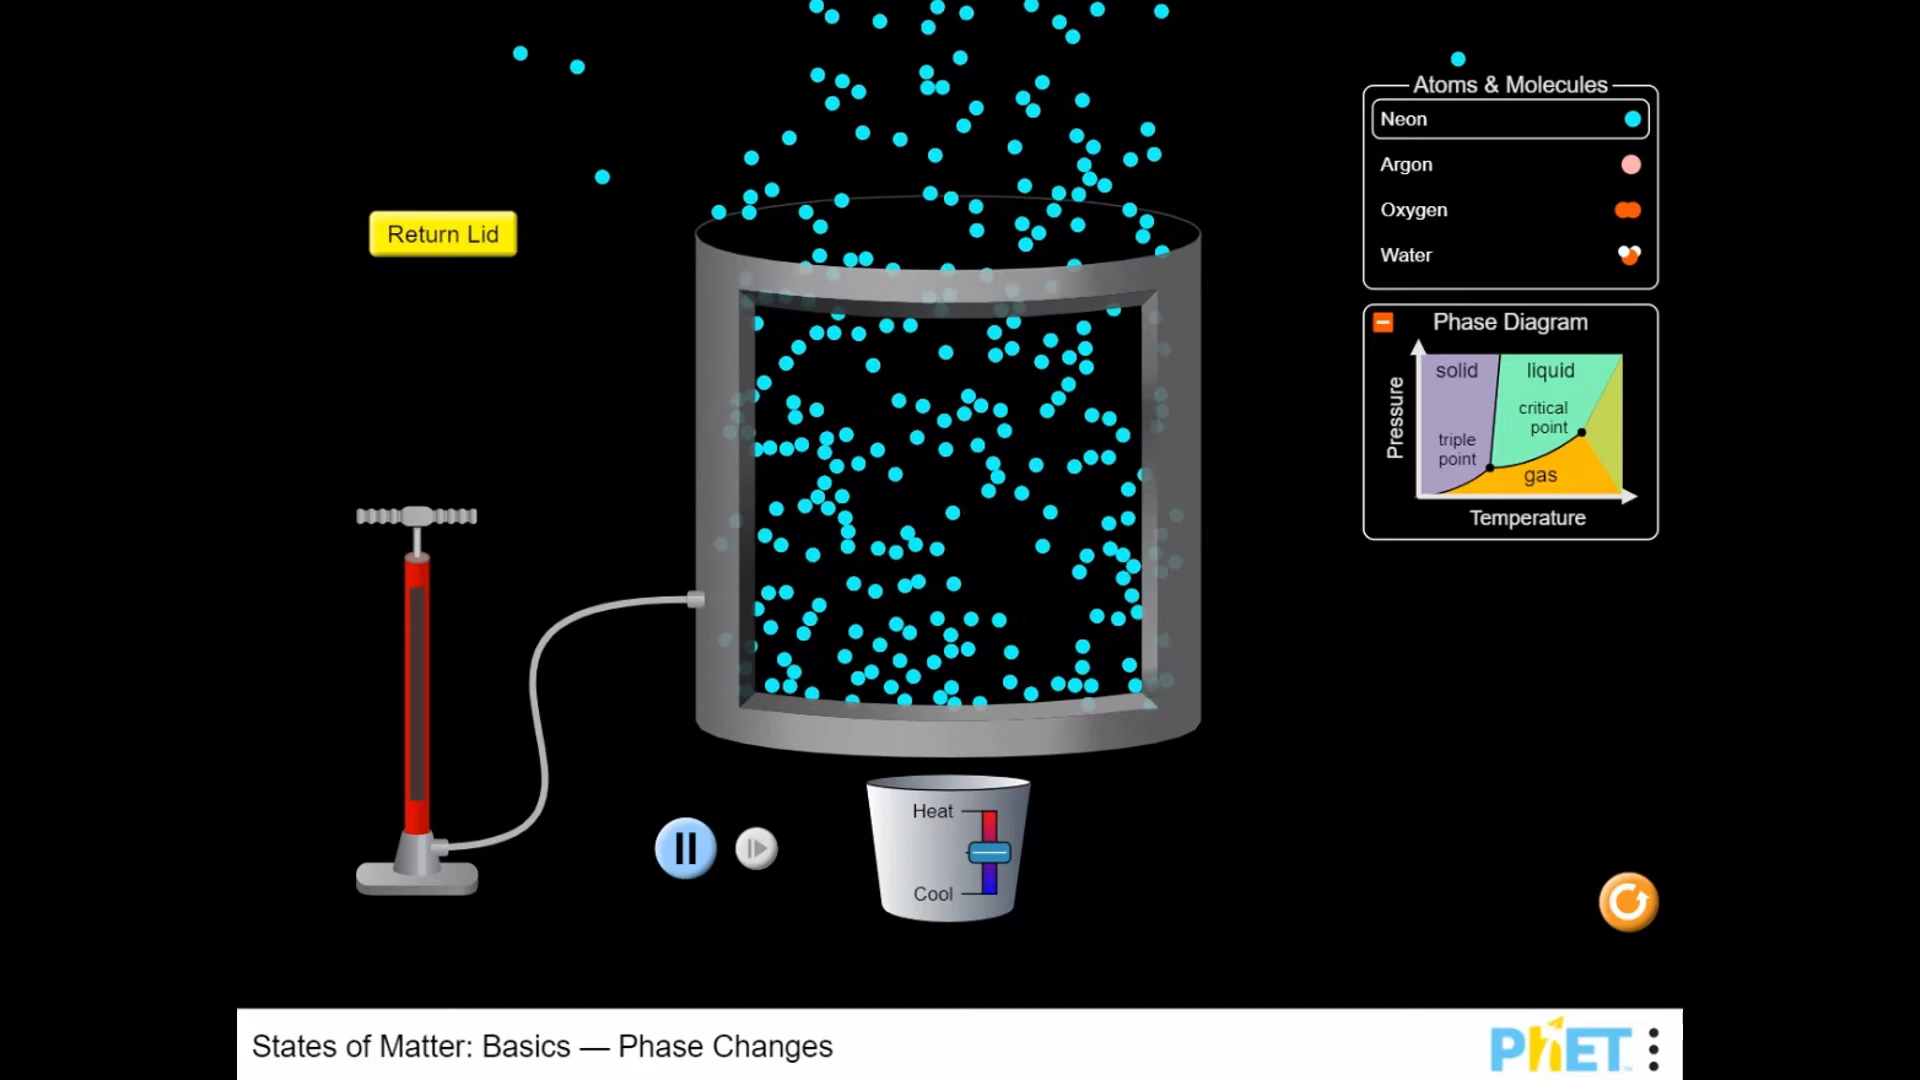 Atoms & Molecules
Neon
Argon
Oxygen
Water
Return Lid
Phase Diagram
solid
liquid
critical
point
triple
point
gas
Pressure
Temperature
Heat
Cool
States of Matter: Basics — Phase Changes
PhET